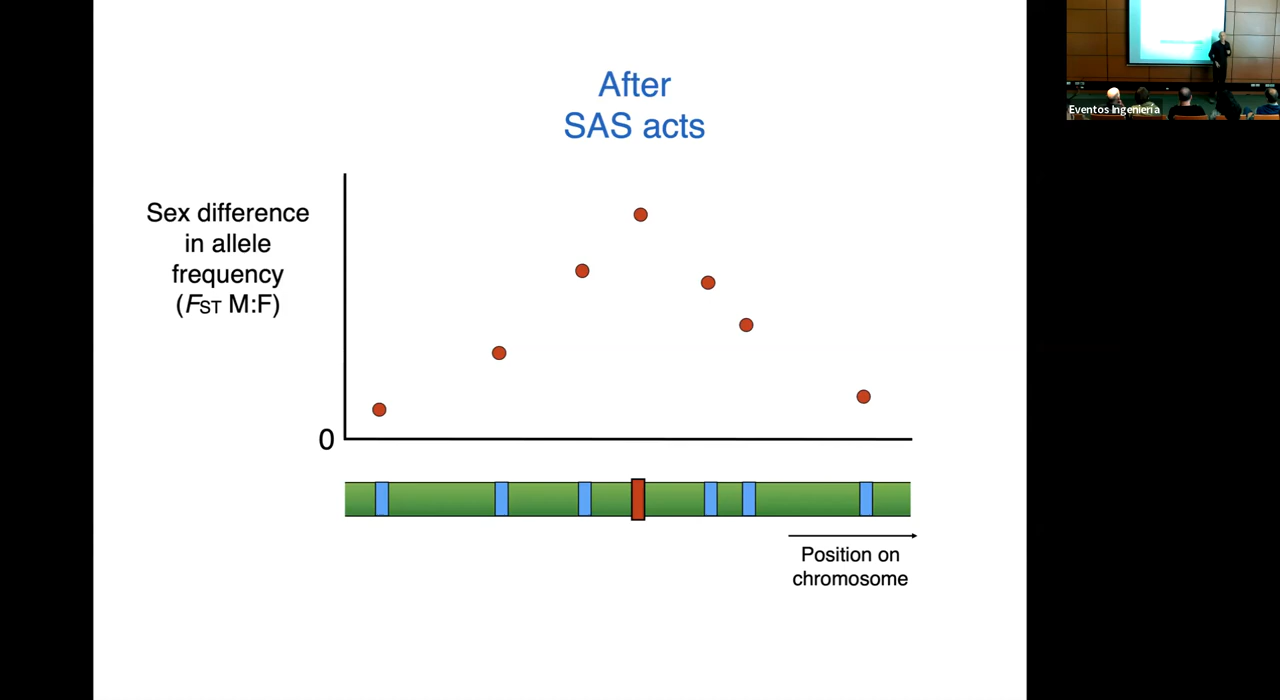 After
SAS acts
Sex difference
in allele
frequency
(FST M:F)
0
Position on
chromosome
Eventos Ingeniería